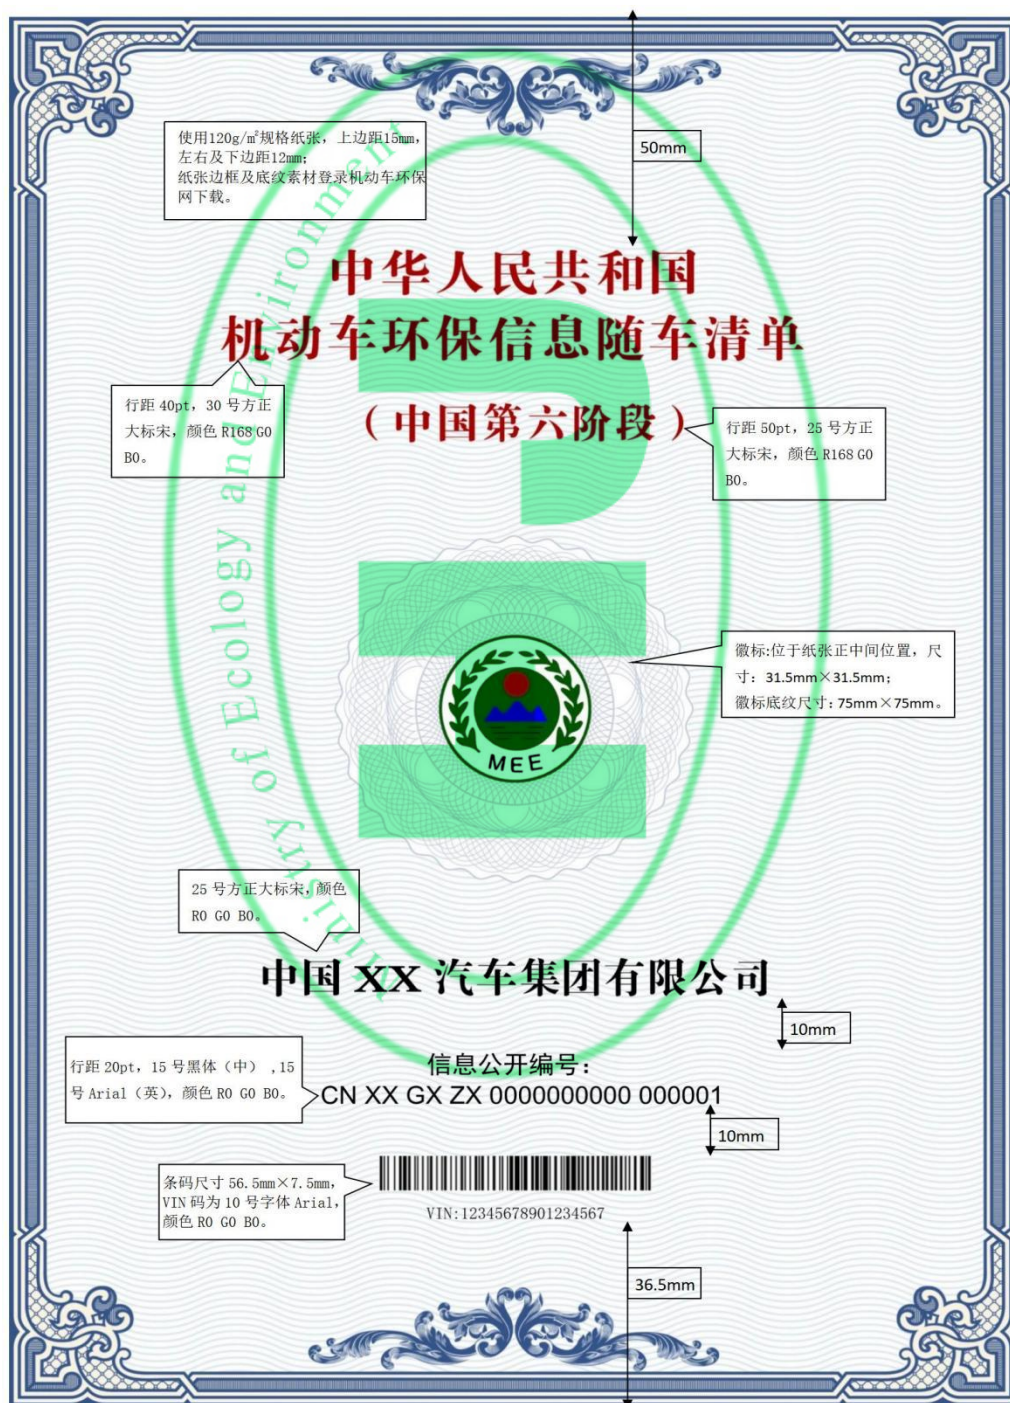 使用120g/㎡规格纸张，上边距15mm，
左右及下边距12mm；
纸张边框及底纹素材登录机动车环保
网下载。
50mm
中华人民共和国
机动车环保信息随车清单
（中国第六阶段）
行距 40pt，30 号方正
大标宋，颜色 R168 G0
B0。
行距 50pt，25 号方正
大标宋，颜色 R168 G0
B0。
Ministry of Ecology and Environment
徽标:位于纸张正中间位置，尺
寸：31.5mm×31.5mm；
徽标底纹尺寸：75mm×75mm。
MEE
25 号方正大标宋，颜色
R0 G0 B0。
中国 XX 汽车集团有限公司
10mm
行距 20pt，15 号黑体（中）,15
号 Arial（英），颜色 R0 G0 B0。
信息公开编号：
CN XX GX ZX 0000000000 000001
10mm
条码尺寸 56.5mm×7.5mm，
VIN 码为 10 号字体 Arial，
颜色 R0 G0 B0。
VIN:12345678901234567
36.5mm